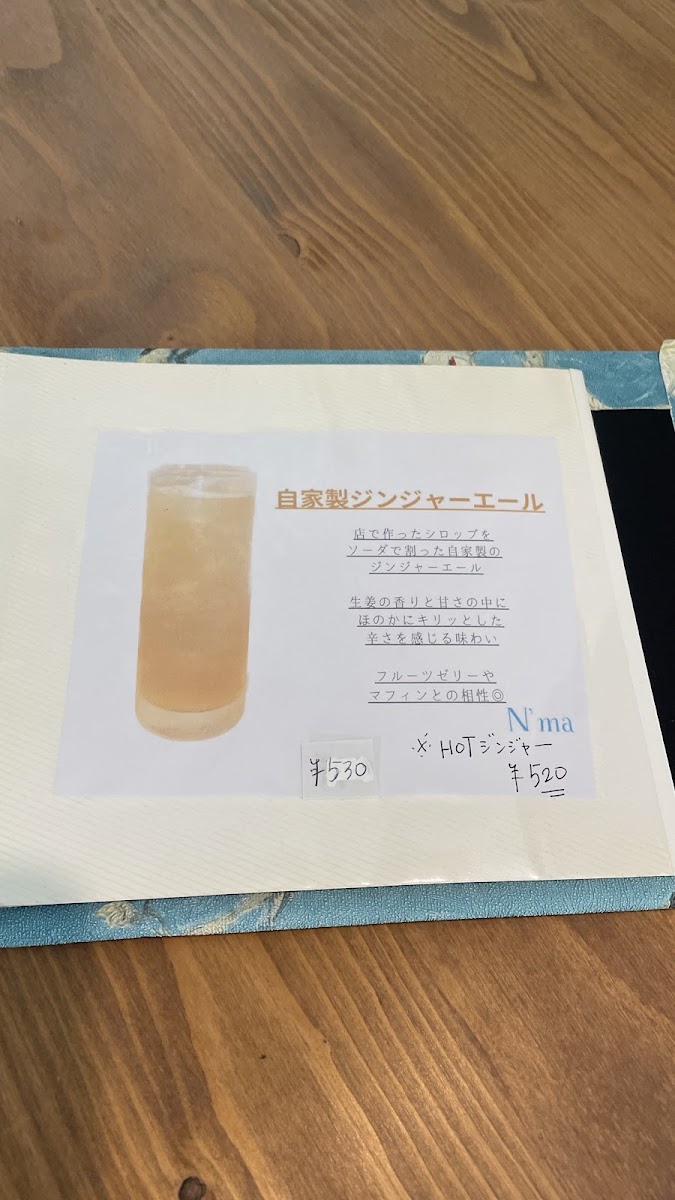 自家製ジンジャーエール
店で作ったシロップを
ソーダで割った自家製の
ジンジャーエール
生姜の香りと甘さの中に
ほのかにキリッとした
辛さを感じる味わい
フルーツゼリーや
マフィンとの相性◎
N'ma
※ HOTジンジャー
¥530
¥520